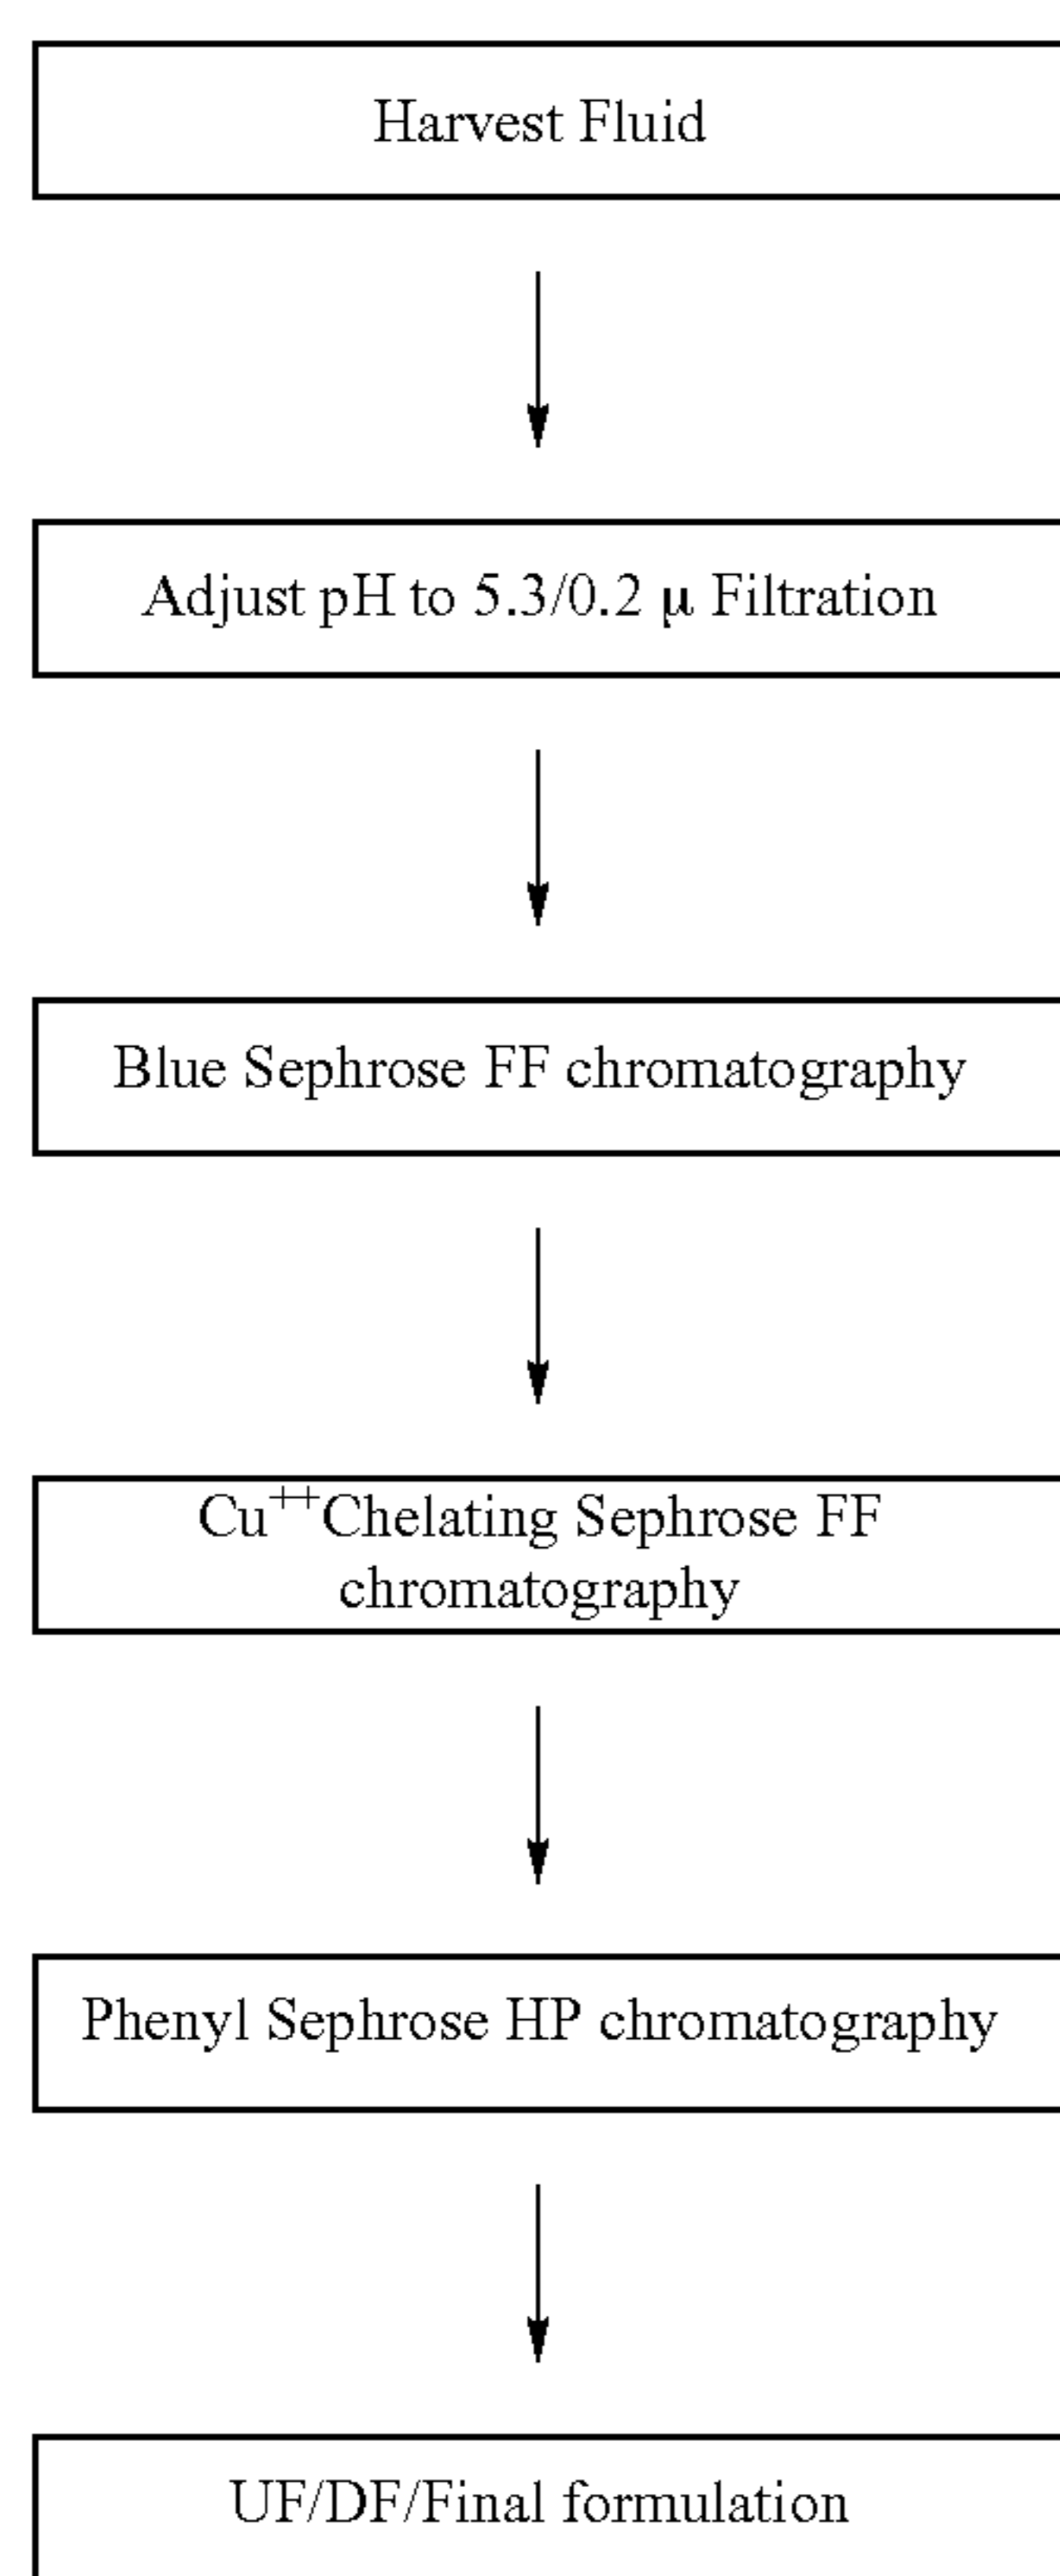 Harvest Fluid
Adjust pH to 5.3/0.2 μ Filtration
Blue Sephrose FF chromatography
Cu⁺⁺Chelating Sephrose FF
chromatography
Phenyl Sephrose HP chromatography
UF/DF/Final formulation